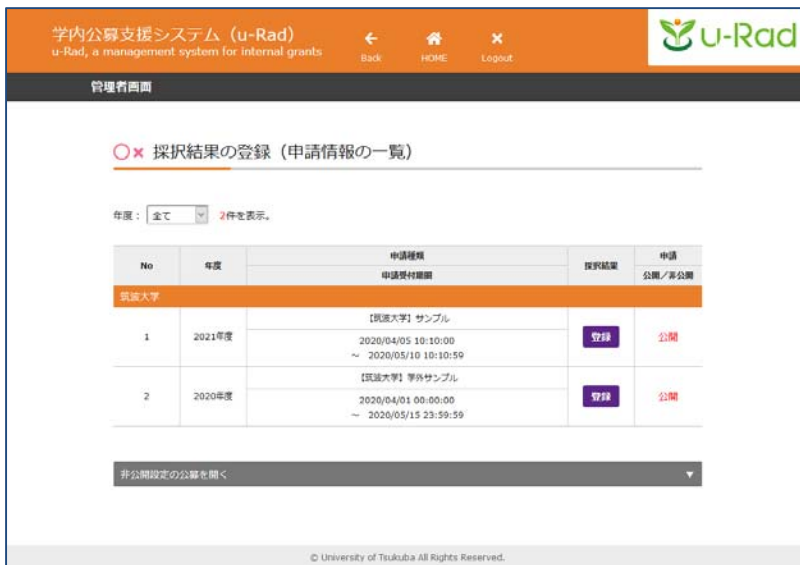 学内公募支援システム（u-Rad）
u-Rad, a management system for internal grants
Back
HOME
Logout
u-Rad
管理者画面
○× 採択結果の登録（申請情報の一覧）
年度： 全て 2件を表示。
No 年度 申請種類 採択結果 申請
申請受付期間 公開／非公開
筑波大学
【筑波大学】サンプル
1 2021年度 登録 公開
2020/04/05 10:10:00
～ 2020/05/10 10:10:59
【筑波大学】学外サンプル
2 2020年度 登録 公開
2020/04/01 00:00:00
～ 2020/05/15 23:59:59
非公開設定の公募を開く ▼
© University of Tsukuba All Rights Reserved.